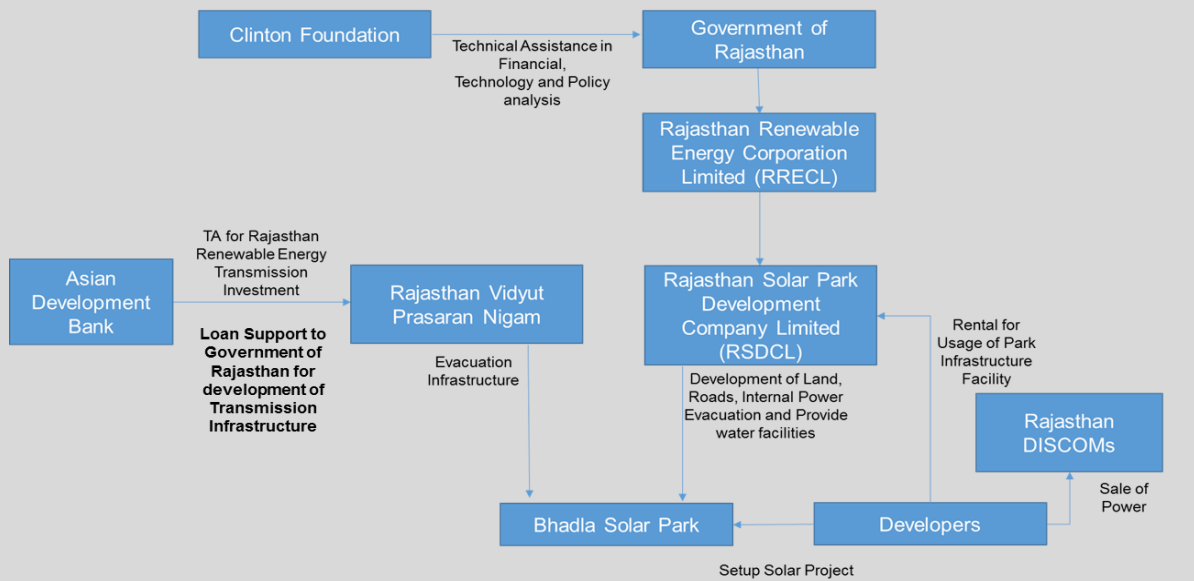 Clinton Foundation
Technical Assistance in
Financial,
Technology and Policy
analysis
Government of
Rajasthan
Rajasthan Renewable
Energy Corporation
Limited (RRECL)
Asian
Development
Bank
TA for Rajasthan
Renewable Energy
Transmission
Investment
Loan Support to
Government of
Rajasthan for
development of
Transmission
Infrastructure
Rajasthan Vidyut
Prasaran Nigam
Evacuation
Infrastructure
Rajasthan Solar Park
Development
Company Limited
(RSDCL)
Development of Land,
Roads, Internal Power
Evacuation and Provide
water facilities
Rental for
Usage of Park
Infrastructure
Facility
Rajasthan
DISCOMs
Sale of
Power
Bhadla Solar Park
Developers
Setup Solar Project